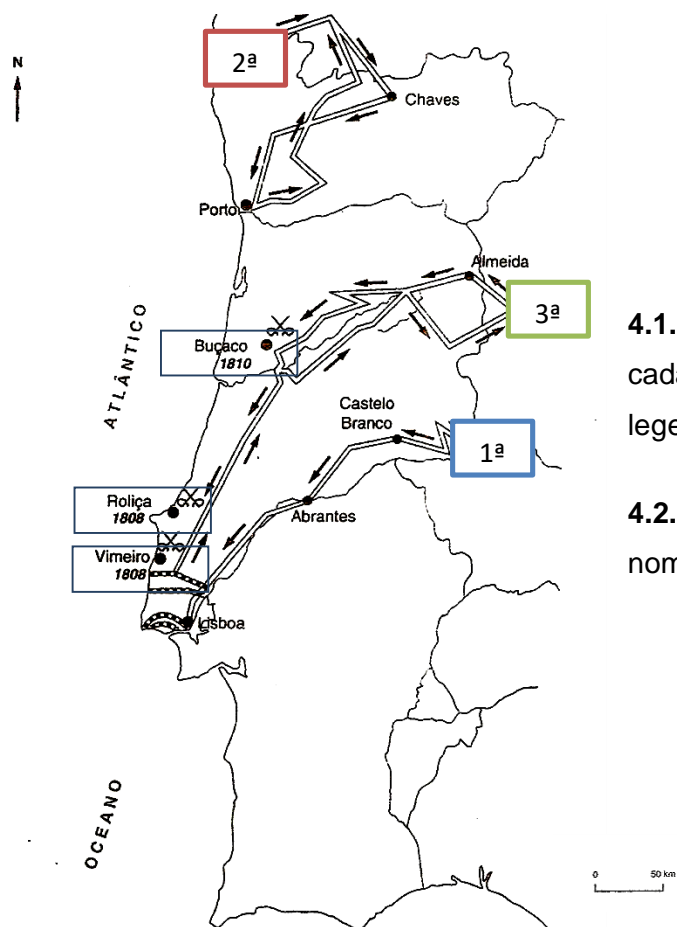 2ª
N
Chaves
Porto
Almeida
3ª
4.1.
cada
lege
Buçaco
1810
ATLÂNTICO
Castelo
Branco
1ª
Roliça
1808
Abrantes
4.2.
nom
Vimeiro
1808
Lisboa
OCEANO
0 50 km